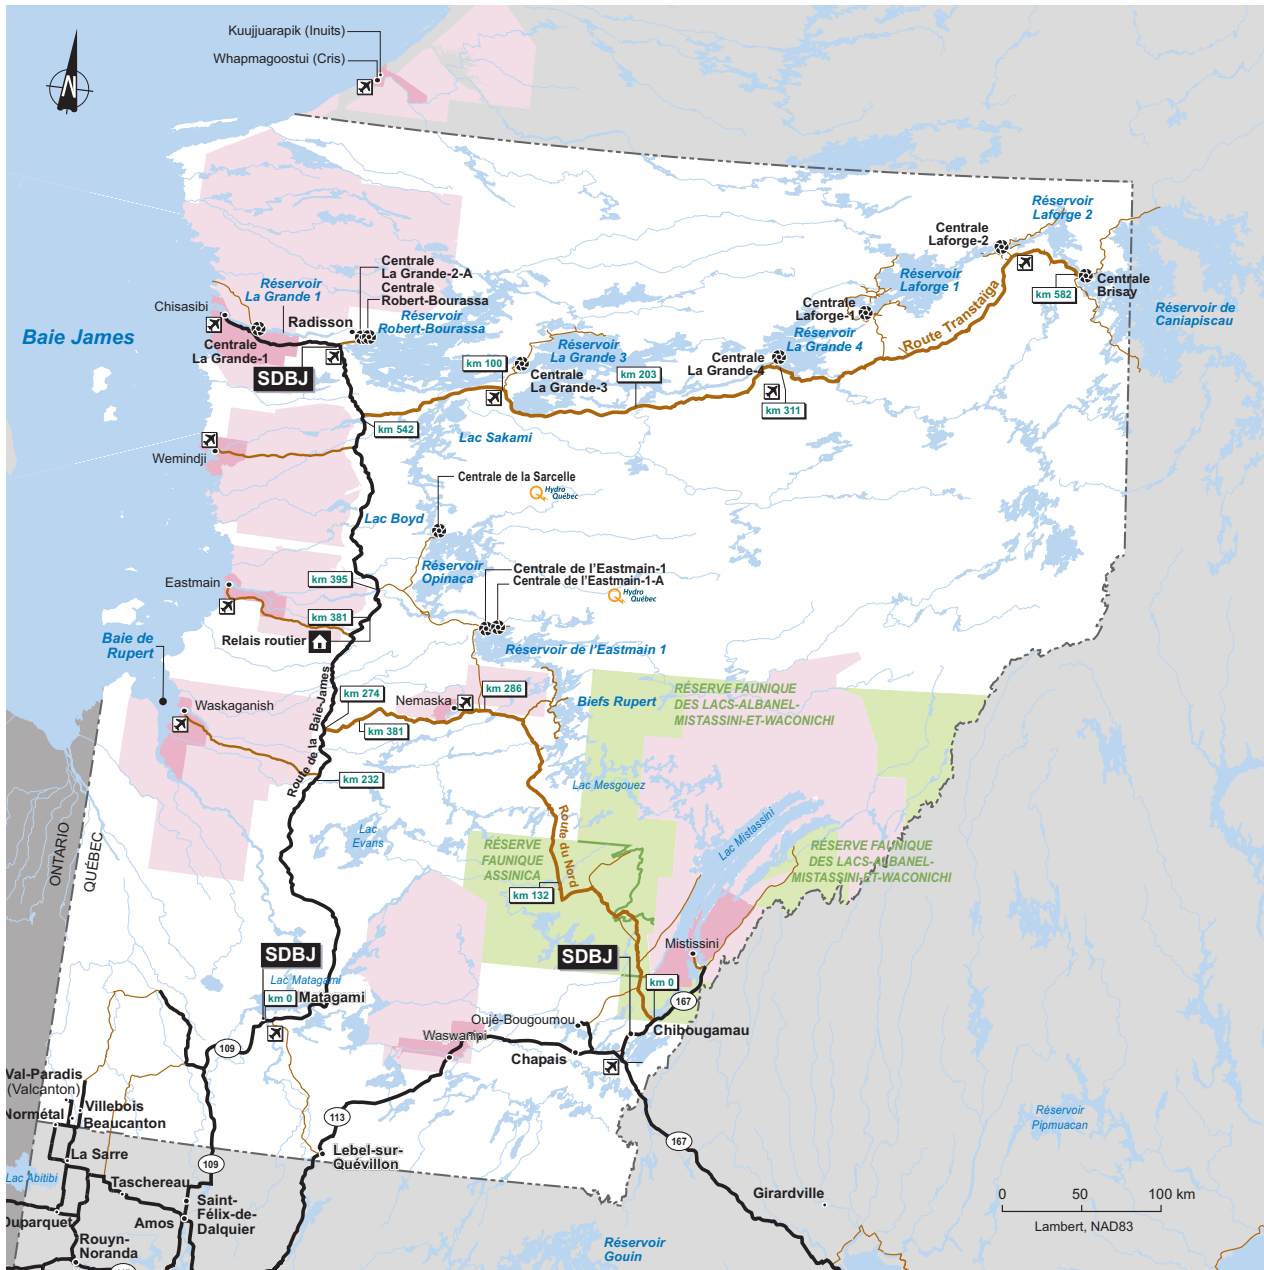 Kuujjuarapik (Inuits)
Whapmagoostui (Cris)
N
Réservoir
Laforge 2
Centrale
Laforge-2
Centrale
La Grande-2-A
Centrale
Robert-Bourassa
Réservoir
La Grande 1
Réservoir
Laforge 1
km 582
Centrale
Brisay
Chisasibi
Radisson
Réservoir
Robert-Bourassa
Centrale
Laforge-1
Réservoir de
Caniapiscau
Baie James
Centrale
La Grande-1
Réservoir
La Grande 3
Réservoir
La Grande 4
Route Transtaïga
SDBJ
km 100
Centrale
La Grande-3
km 203
Centrale
La Grande-4
km 311
km 542
Lac Sakami
Wemindji
Centrale de la Sarcelle
Hydro
Québec
Lac Boyd
Réservoir
Opinaca
Eastmain
km 395
Centrale de l'Eastmain-1
Centrale de l'Eastmain-1-A
Hydro
Québec
km 381
Baie de
Rupert
Relais routier
Réservoir de l'Eastmain 1
Waskaganish
Route de la Baie-James
km 274
Nemaska
km 286
Biefs Rupert
RÉSERVE FAUNIQUE
DES LACS-ALBANEL-
MISTASSINI-ET-WACONICHI
km 381
km 232
Lac Mesgouez
Lac
Evans
Route du Nord
Lac Mistassini
ONTARIO
QUÉBEC
RÉSERVE
FAUNIQUE
ASSINICA
RÉSERVE FAUNIQUE
DES LACS-ALBANEL-
MISTASSINI-ET-WACONICHI
km 132
SDBJ
SDBJ
Mistissini
Lac Matagami
km 0
Matagami
km 0
167
Oujé-Bougoumou
Waswanipi
Chibougamau
Chapais
109
Val-Paradis
(Valcanton)
Normétal
Villebois
Beaucanton
113
167
Réservoir
Pipmuacan
La Sarre
Lebel-sur-
Quévillon
109
Lac Abitibi
Taschereau
Saint-
Félix-de-
Dalquier
Amos
Duparquet
Rouyn-
Noranda
Girardville
0 50 100 km
Lambert, NAD83
Réservoir
Gouin